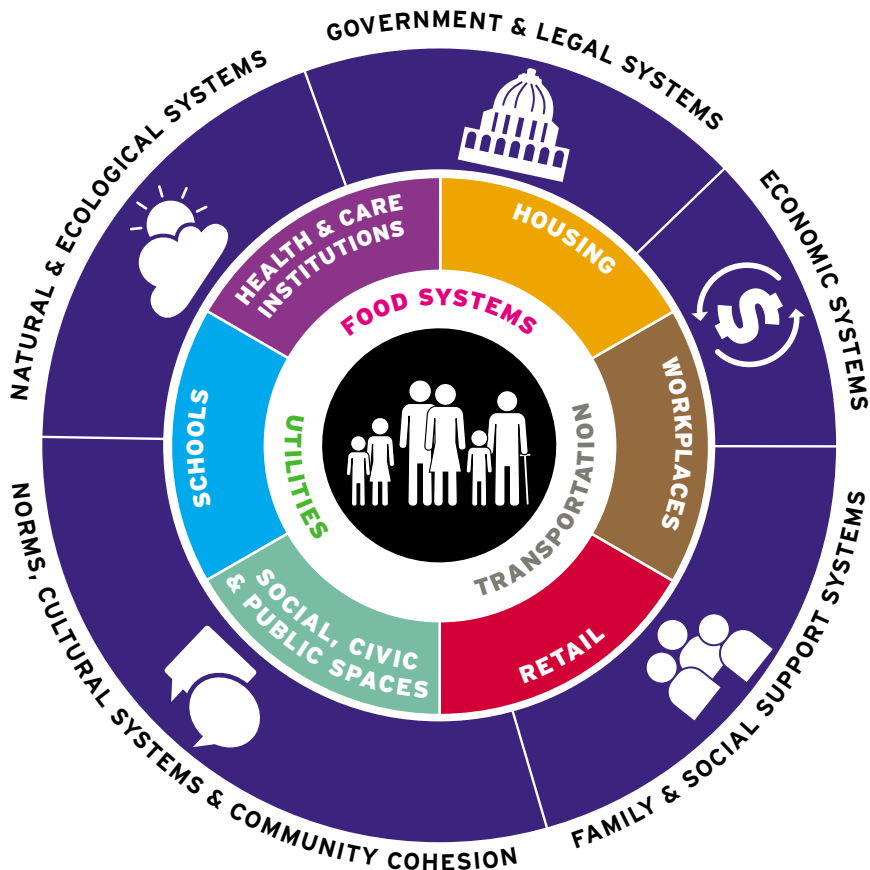 GOVERNMENT & LEGAL SYSTEMS
ECONOMIC SYSTEMS
FAMILY & SOCIAL SUPPORT SYSTEMS
NORMS, CULTURAL SYSTEMS & COMMUNITY COHESION
NATURAL & ECOLOGICAL SYSTEMS
HEALTH & CARE
INSTITUTIONS
HOUSING
WORKPLACES
RETAIL
SOCIAL, CIVIC
& PUBLIC SPACES
SCHOOLS
FOOD SYSTEMS
TRANSPORTATION
UTILITIES
$